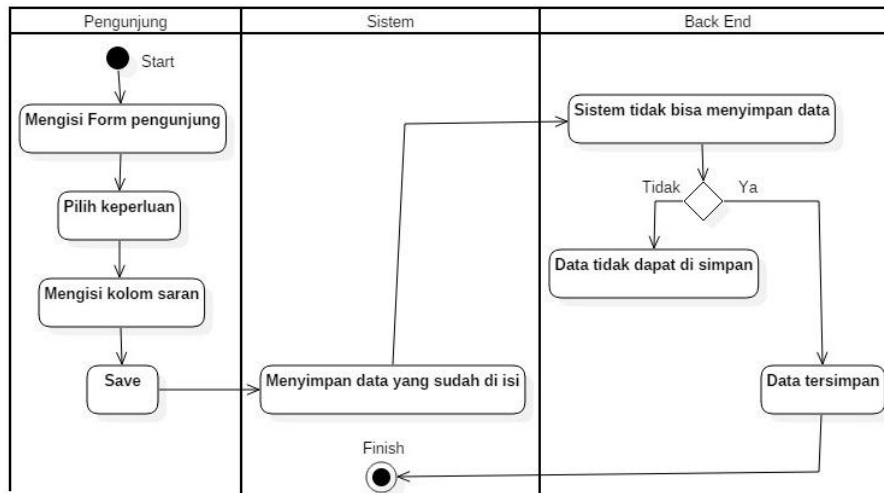 Pengunjung
Sistem
Back End
Start
Mengisi Form pengunjung
Pilih keperluan
Mengisi kolom saran
Save
Menyimpan data yang sudah di isi
Sistem tidak bisa menyimpan data
Tidak
Ya
Data tidak dapat di simpan
Data tersimpan
Finish